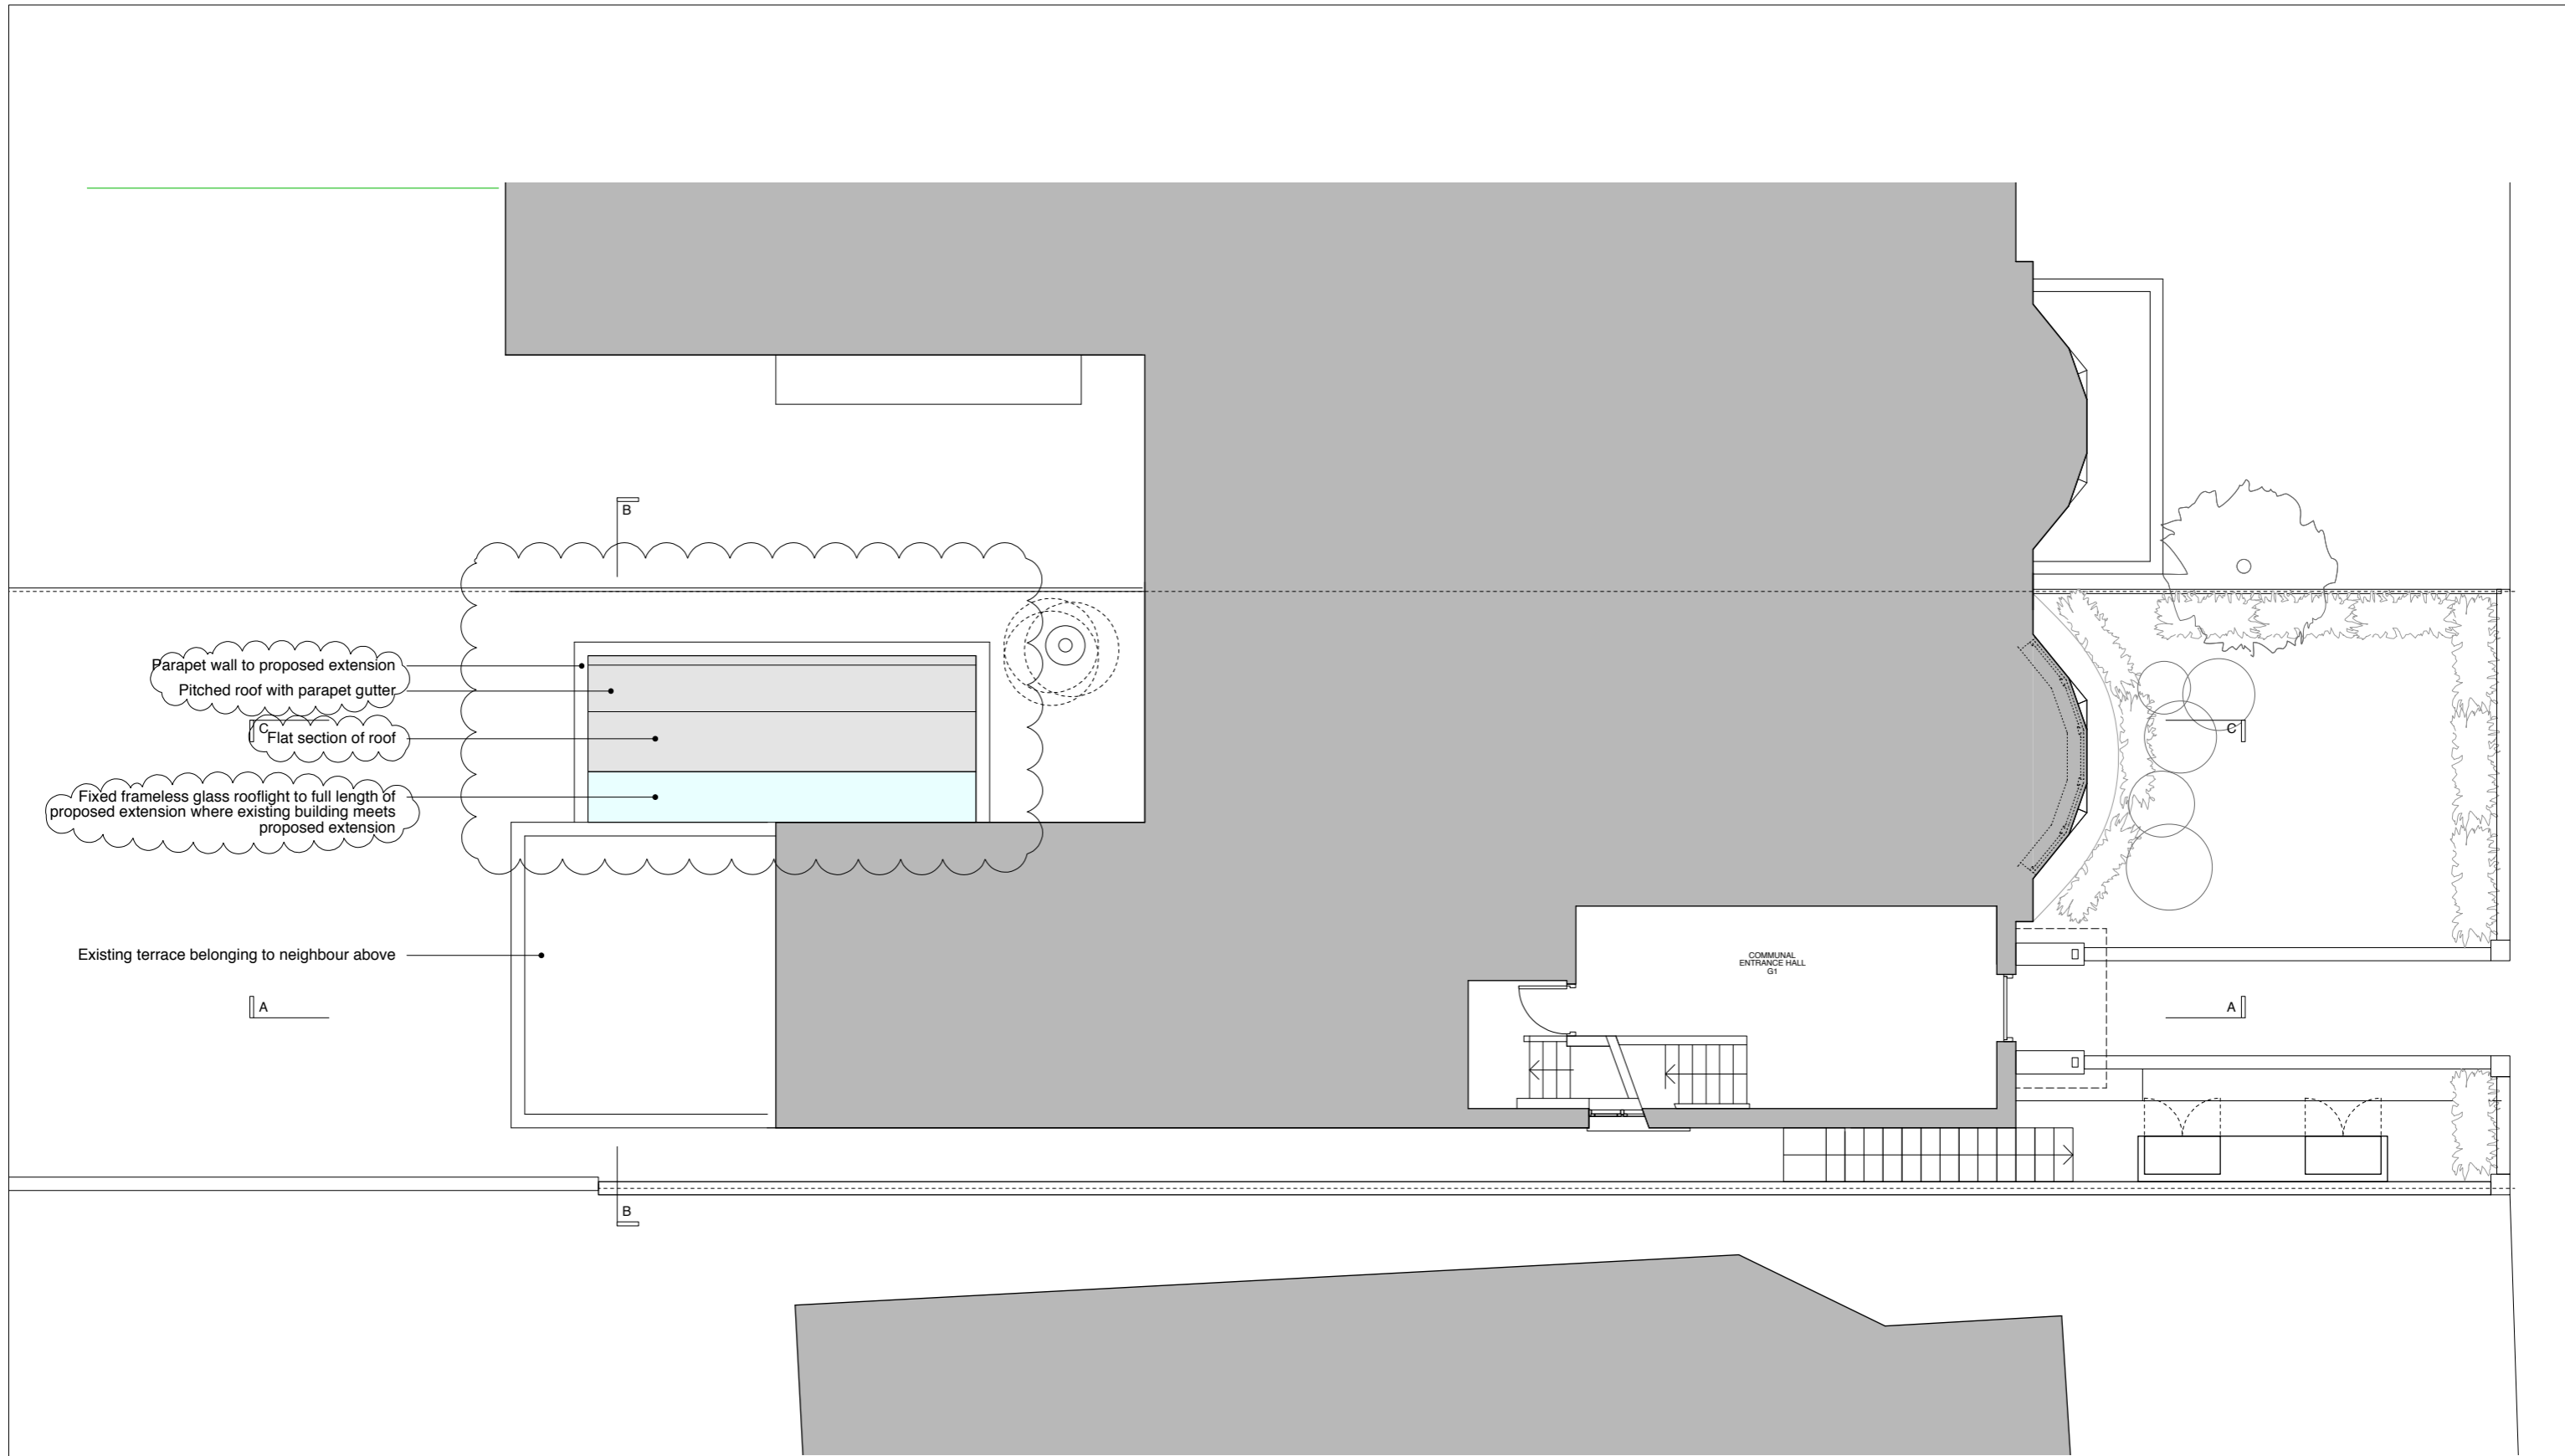 B
Parapet wall to proposed extension
Pitched roof with parapet gutter
C
Flat section of roof
C
Fixed frameless glass rooflight to full length of
proposed extension where existing building meets
proposed extension
Existing terrace belonging to neighbour above
COMMUNAL
ENTRANCE HALL
G1
A
A
B